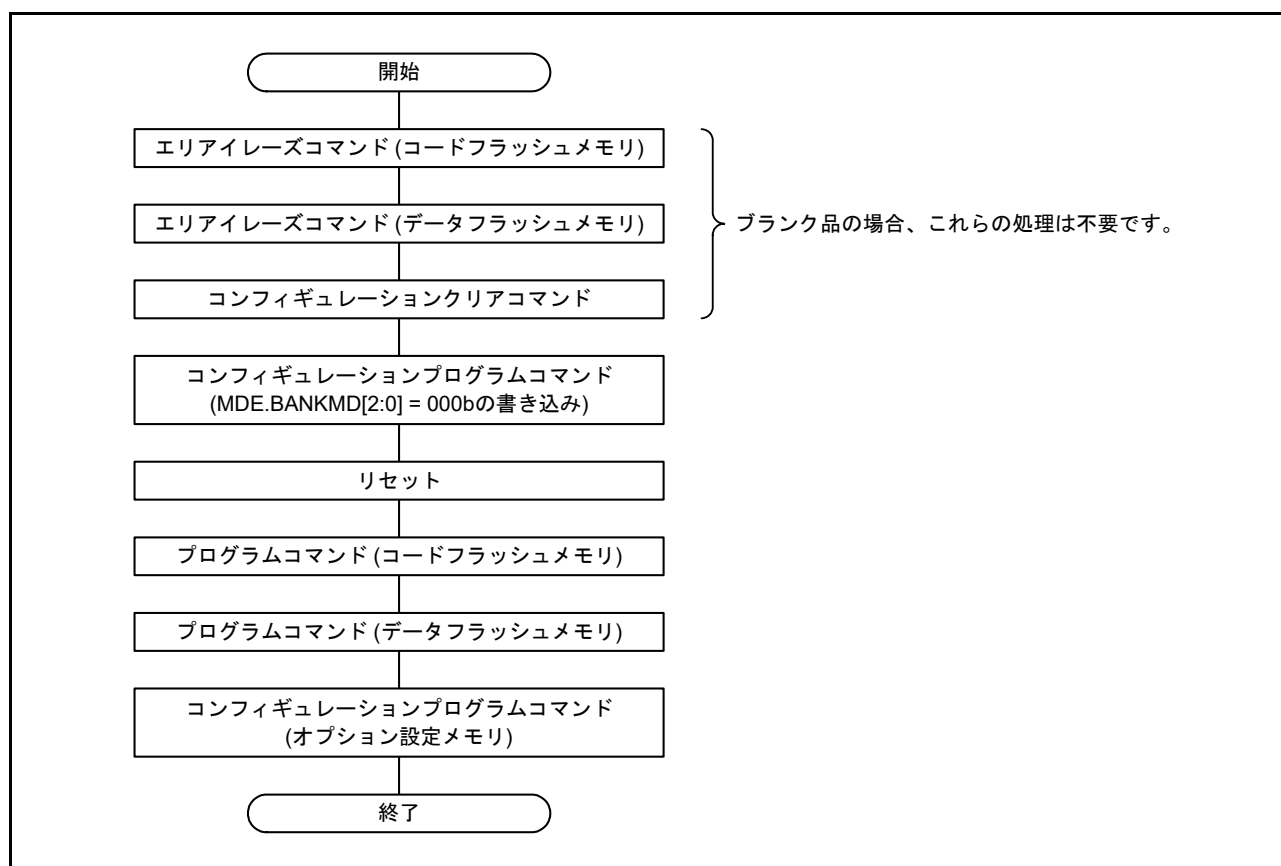 開始
エリアイレーズコマンド (コードフラッシュメモリ)
エリアイレーズコマンド (データフラッシュメモリ)
ブランク品の場合、これらの処理は不要です。
コンフィギュレーションクリアコマンド
コンフィギュレーションプログラムコマンド
(MDE.BANKMD[2:0] = 000bの書き込み)
リセット
プログラムコマンド (コードフラッシュメモリ)
プログラムコマンド (データフラッシュメモリ)
コンフィギュレーションプログラムコマンド
(オプション設定メモリ)
終了